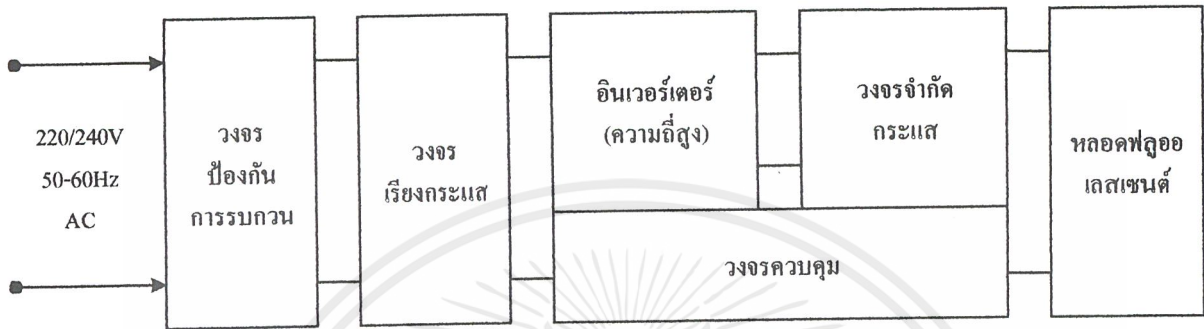 220/240V
50-60Hz
AC
วงจร
ป้องกัน
การรบกวน
วงจร
เรียงกระแส
อินเวอร์เตอร์
(ความถี่สูง)
วงจรจำกัด
กระแส
วงจรควบคุม
หลอดฟลูออ
เลสเซนต์